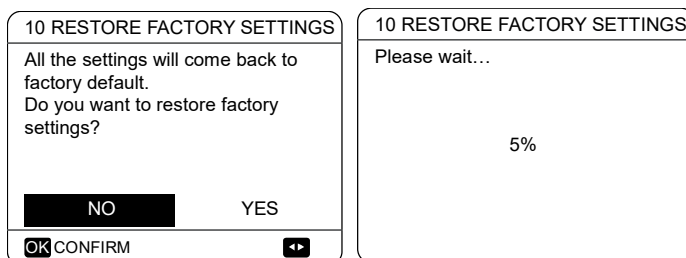 10 RESTORE FACTORY SETTINGS
All the settings will come back to
factory default.
Do you want to restore factory
settings?
NO YES
OK CONFIRM
10 RESTORE FACTORY SETTINGS
Please wait…
5%